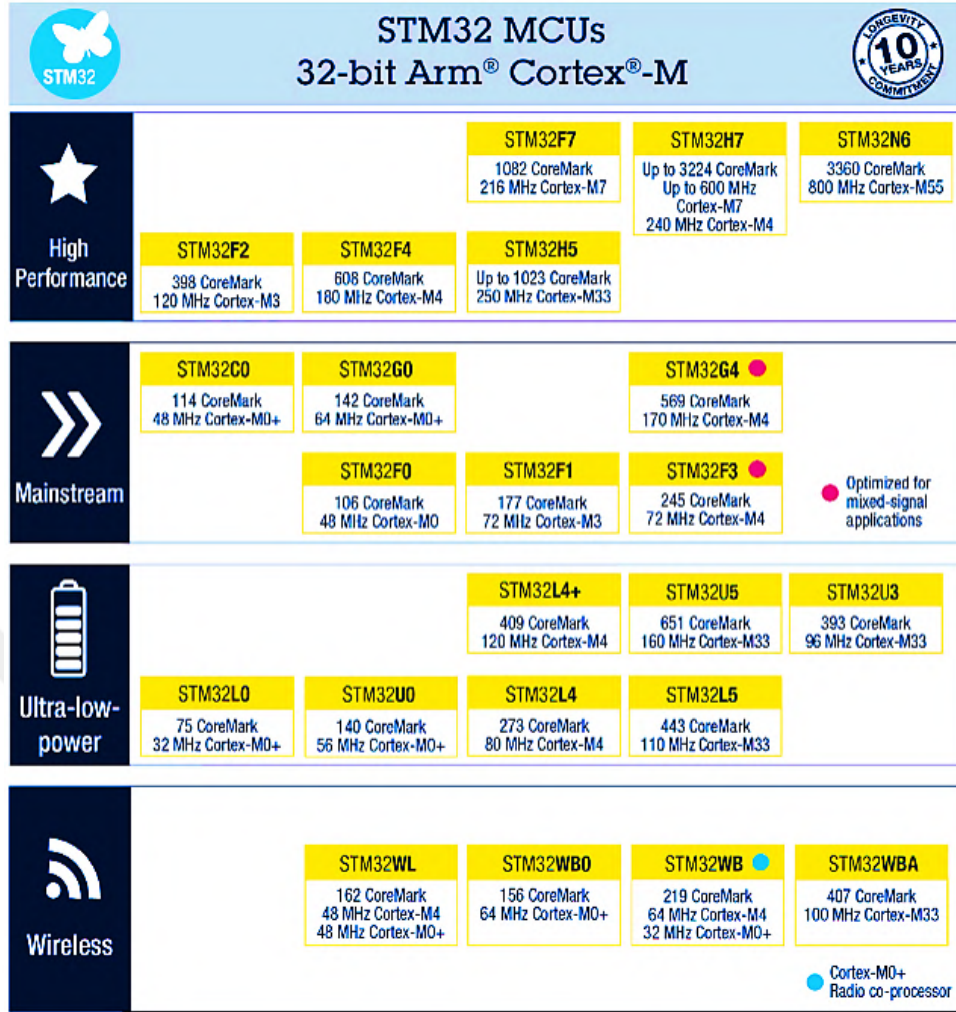 STM32
STM32 MCUs
32-bit Arm® Cortex®-M
LONGEVITY
10
YEARS
COMMITMENT
High
Performance
STM32F7
1082 CoreMark
216 MHz Cortex-M7
STM32H7
Up to 3224 CoreMark
Up to 600 MHz
Cortex-M7
240 MHz Cortex-M4
STM32N6
3360 CoreMark
800 MHz Cortex-M55
STM32F2
398 CoreMark
120 MHz Cortex-M3
STM32F4
608 CoreMark
180 MHz Cortex-M4
STM32H5
Up to 1023 CoreMark
250 MHz Cortex-M33
Mainstream
STM32C0
114 CoreMark
48 MHz Cortex-M0+
STM32G0
142 CoreMark
64 MHz Cortex-M0+
STM32G4
569 CoreMark
170 MHz Cortex-M4
STM32F0
106 CoreMark
48 MHz Cortex-M0
STM32F1
177 CoreMark
72 MHz Cortex-M3
STM32F3
245 CoreMark
72 MHz Cortex-M4
Optimized for
mixed-signal
applications
Ultra-low-
power
STM32L4+
409 CoreMark
120 MHz Cortex-M4
STM32U5
651 CoreMark
160 MHz Cortex-M33
STM32U3
393 CoreMark
96 MHz Cortex-M33
STM32L0
75 CoreMark
32 MHz Cortex-M0+
STM32U0
140 CoreMark
56 MHz Cortex-M0+
STM32L4
273 CoreMark
80 MHz Cortex-M4
STM32L5
443 CoreMark
110 MHz Cortex-M33
Wireless
STM32WL
162 CoreMark
48 MHz Cortex-M4
48 MHz Cortex-M0+
STM32WB0
156 CoreMark
64 MHz Cortex-M0+
STM32WB
219 CoreMark
64 MHz Cortex-M4
32 MHz Cortex-M0+
STM32WBA
407 CoreMark
100 MHz Cortex-M33
Cortex-M0+
Radio co-processor